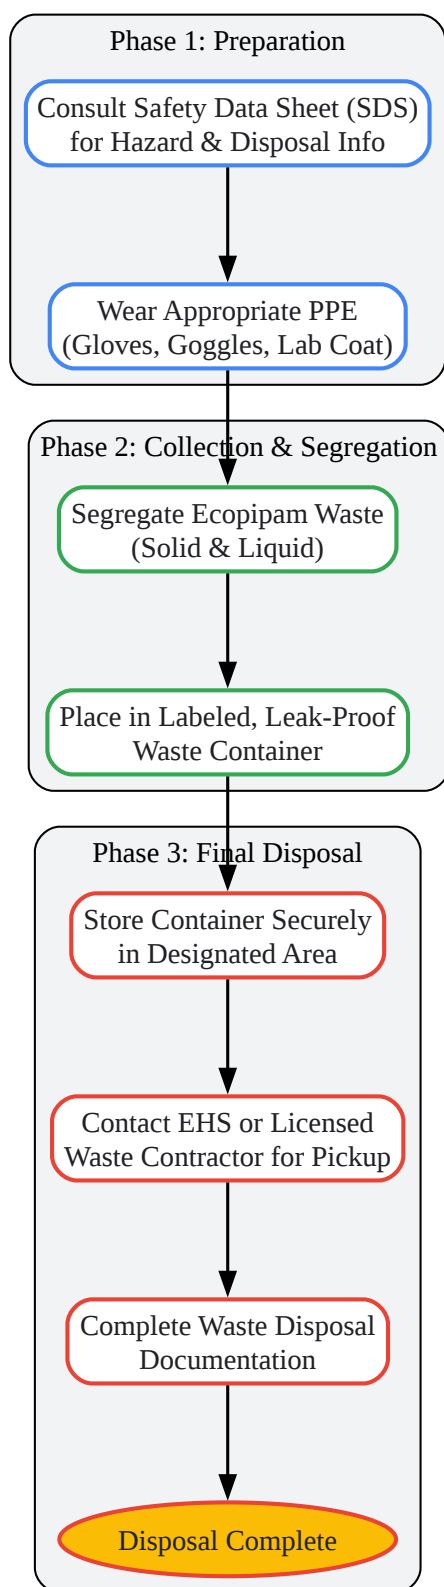 Phase 1: Preparation
Consult Safety Data Sheet (SDS)
for Hazard & Disposal Info
Wear Appropriate PPE
(Gloves, Goggles, Lab Coat)
Phase 2: Collection & Segregation
Segregate Ecopipam Waste
(Solid & Liquid)
Place in Labeled, Leak-Proof
Waste Container
Phase 3: Final Disposal
Store Container Securely
in Designated Area
Contact EHS or Licensed
Waste Contractor for Pickup
Complete Waste Disposal
Documentation
Disposal Complete